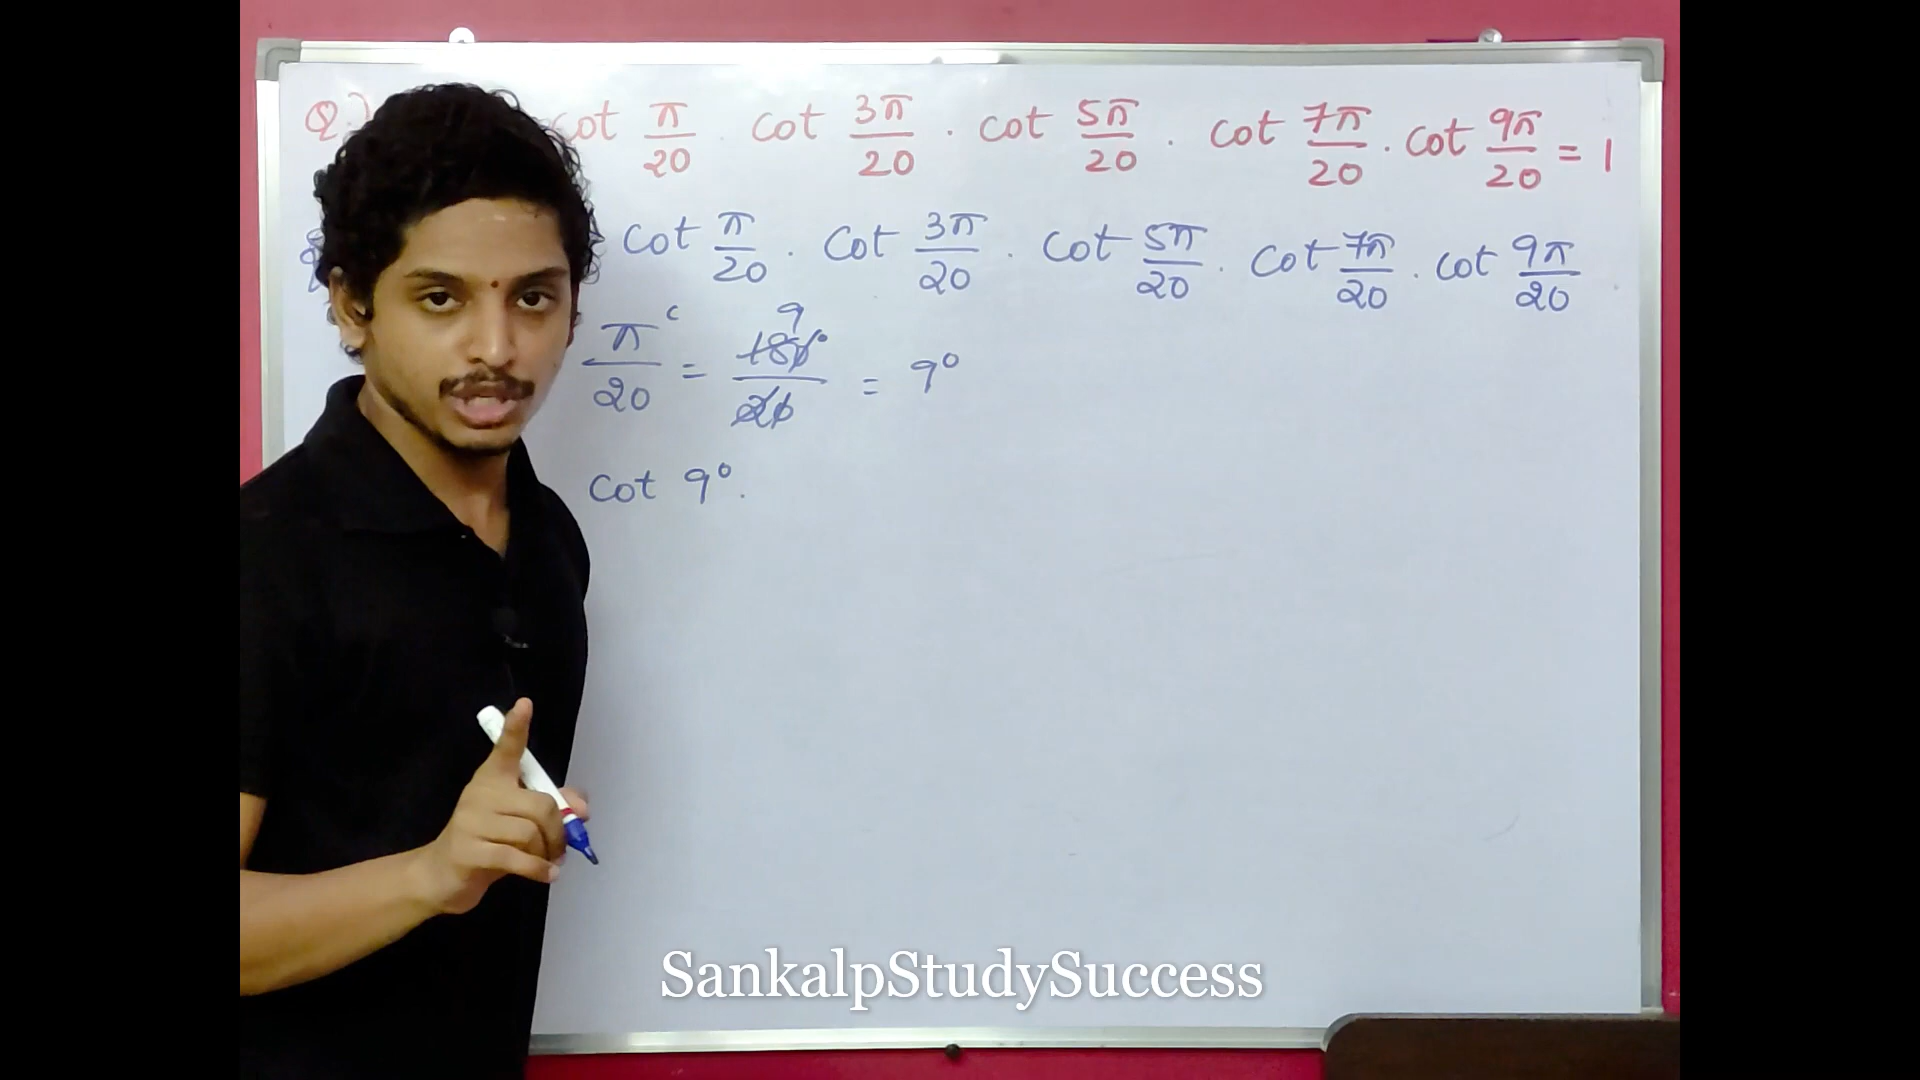 Q.) cot π/20 . cot 3π/20 . cot 5π/20 . cot 7π/20 . cot 9π/20 = 1
cot π/20 . cot 3π/20 . cot 5π/20 . cot 7π/20 . cot 9π/20
π^c/20 = 180°/20 9 = 9°
cot 9°.
SankalpStudySuccess